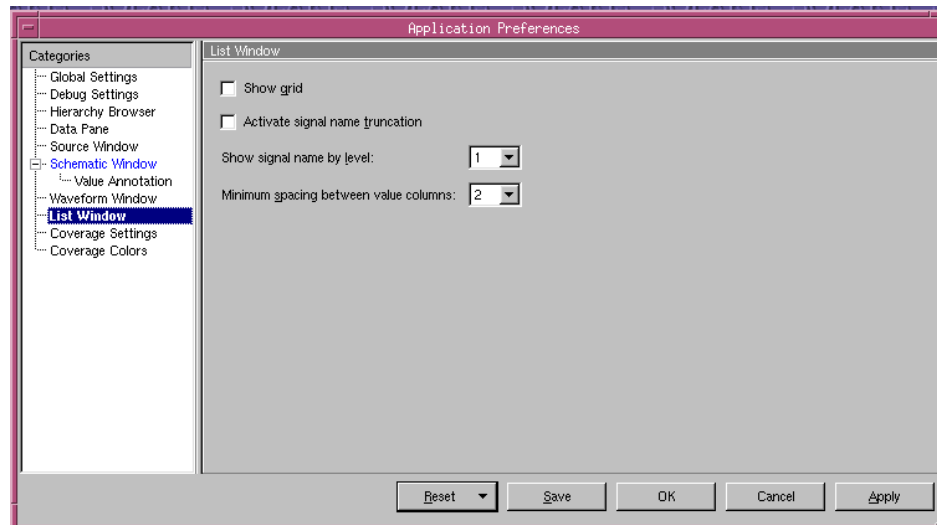 Application Preferences
Categories
Global Settings
Debug Settings
Hierarchy Browser
Data Pane
Source Window
Schematic Window
Value Annotation
Waveform Window
List Window
Coverage Settings
Coverage Colors
List Window
Show grid
Activate signal name truncation
Show signal name by level: 1
Minimum spacing between value columns: 2
Reset Save OK Cancel Apply